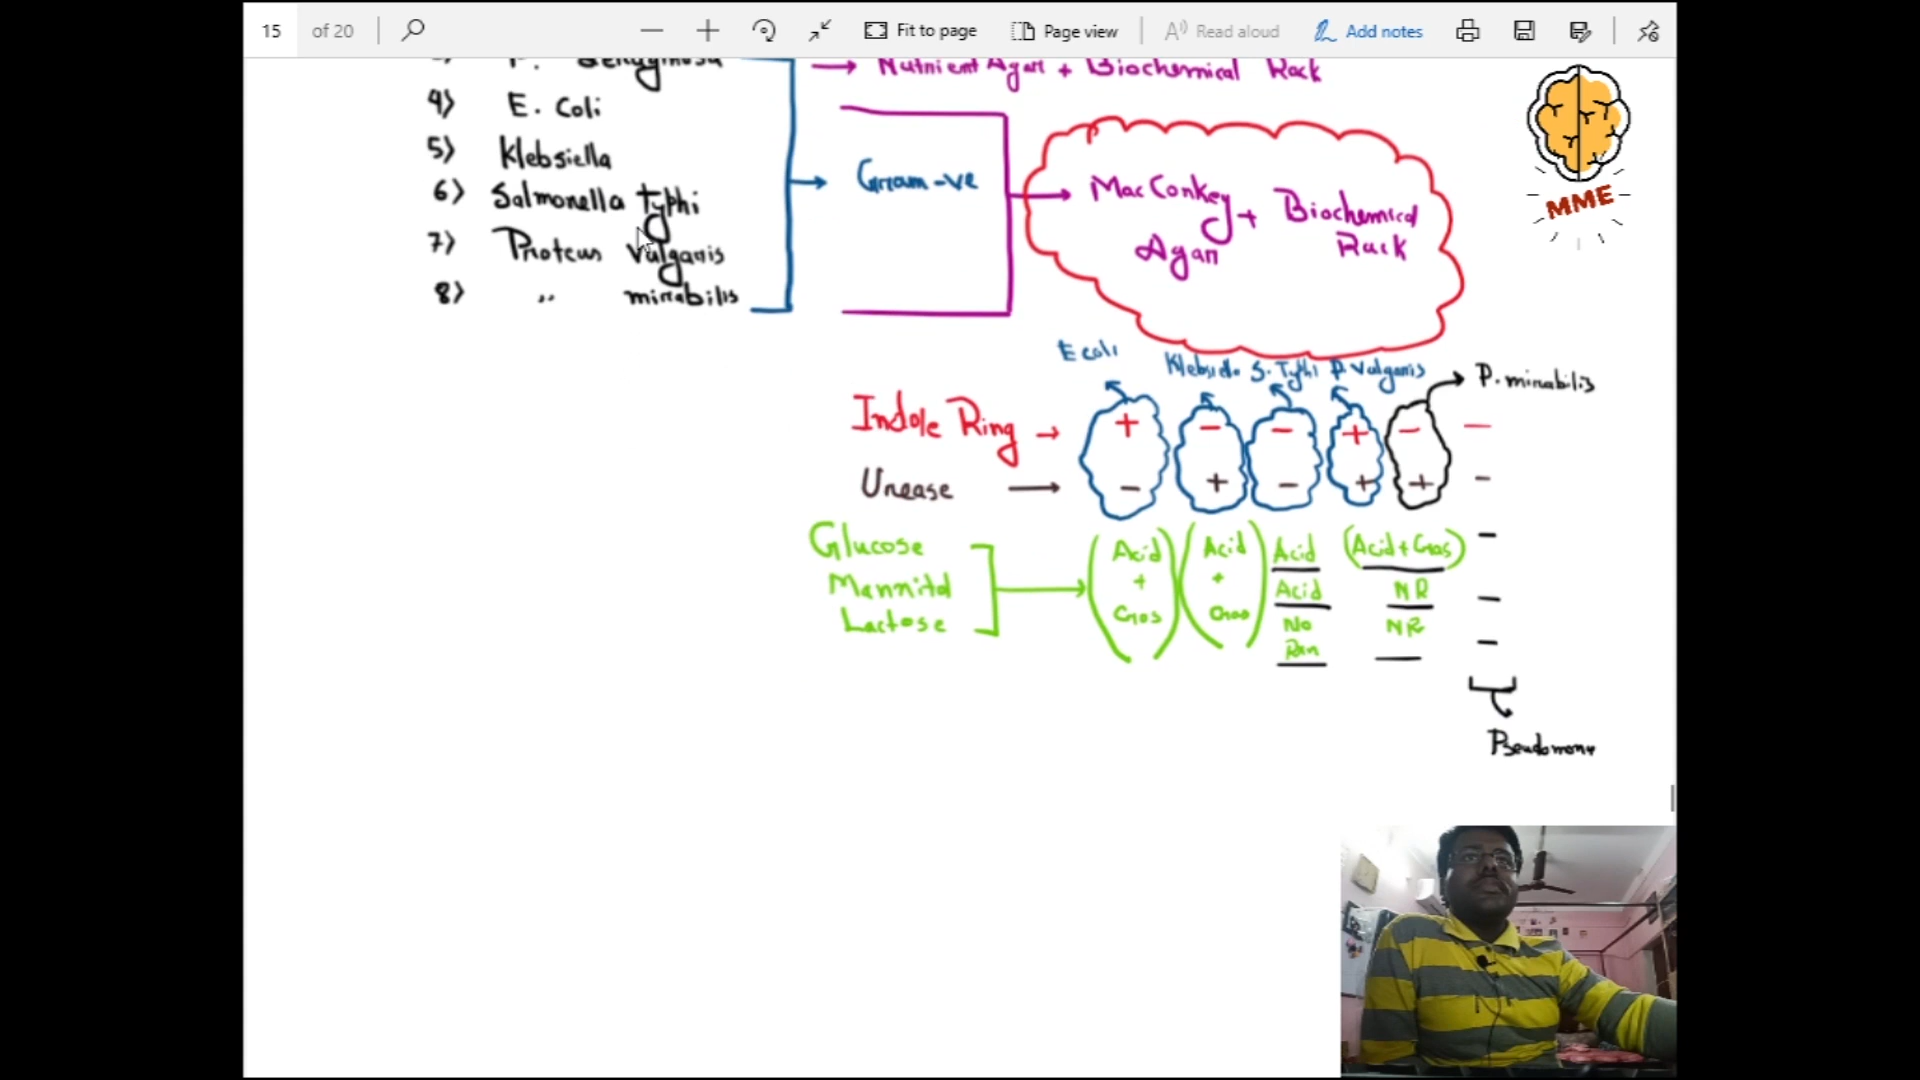 15 of 20 Fit to page Page view Read aloud Add notes
Nutrient Agar + Biochemical Rack
4) E. Coli
5) Klebsiella
6) Salmonella typhi
7) Proteus vulgaris
8) " mirabilis
Gram -ve
MacConkey Agar + Biochemical Rack
MME
E coli
S. Typhi P. Vulgaris
P. mirabilis
Indole Ring → + - - + - -
Urease → - + - + + -
Glucose
Mannitol
Lactose
Acid + Gas
Acid + Gas
Acid
Acid
No Rxn
(Acid + Gas)
NR
NR
-
-
-